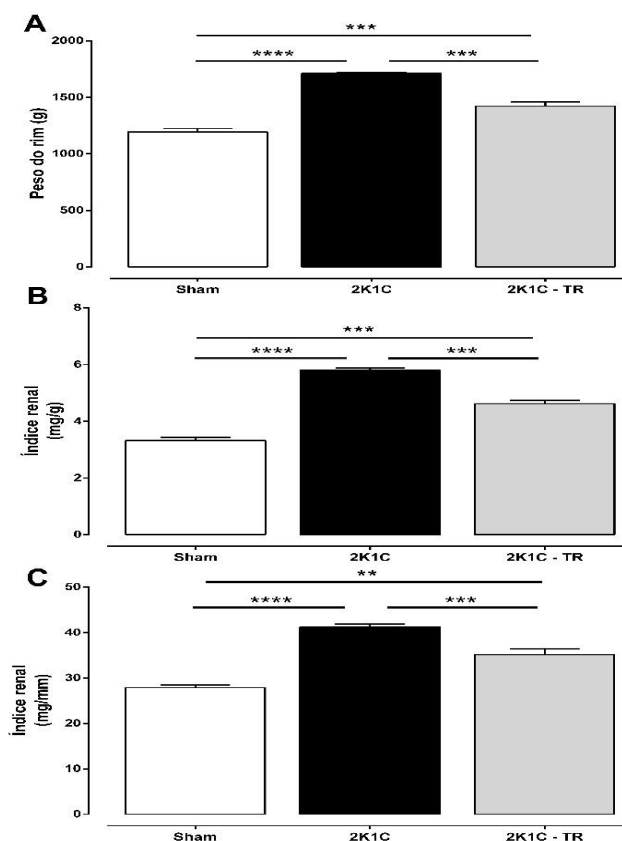 A
***
****
***
Peso do rim (g)
2000
1500
1000
500
0
Sham
2K1C
2K1C - TR
B
***
****
***
Índice renal
(mg/g)
8
6
4
2
0
Sham
2K1C
2K1C - TR
C
**
****
***
Índice renal
(mg/mm)
50
40
30
20
10
0
Sham
2K1C
2K1C - TR